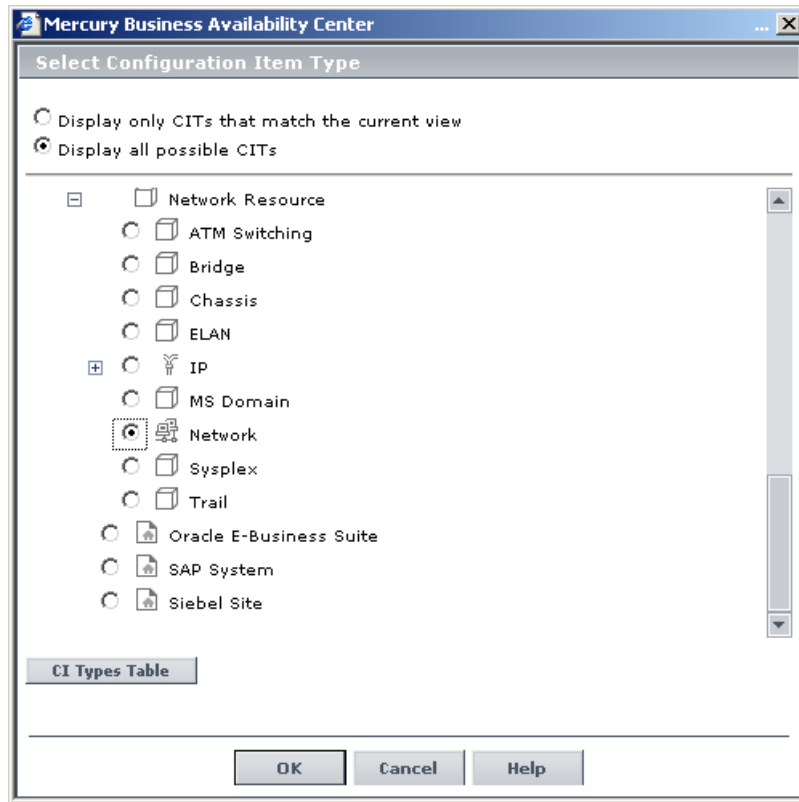 Mercury Business Availability Center
...
Select Configuration Item Type
Display only CITs that match the current view
Display all possible CITs
Network Resource
ATM Switching
Bridge
Chassis
ELAN
IP
MS Domain
Network
Sysplex
Trail
Oracle E-Business Suite
SAP System
Siebel Site
CI Types Table
OK Cancel Help